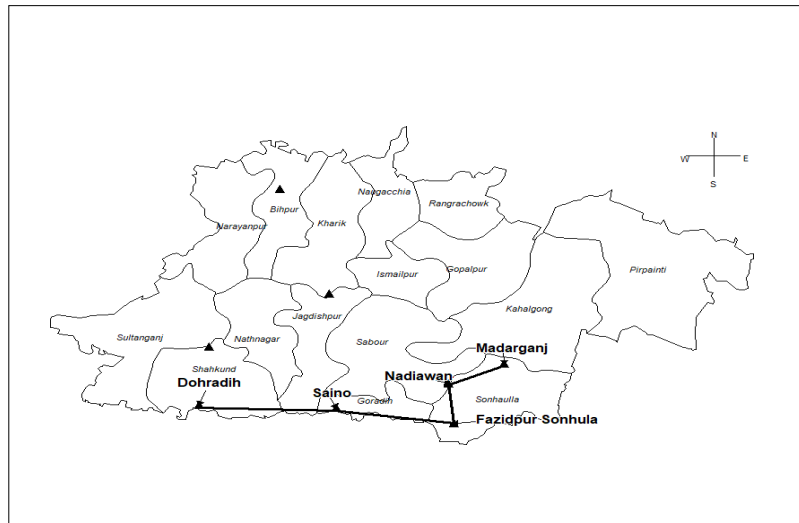 N
W E
S
Naugacchia
Bihpur
Rangrachowk
Narayanpur
Kharik
Ismailpur
Gopalpur
Pirpainti
Kahalgong
Jagdishpur
Sultanganj
Nathnagar
Sabour
Madarganj
Shahkund
Nadiawan
Dohradih
Saino
Goradih
Sonhaulla
Fazidpur Sonhula